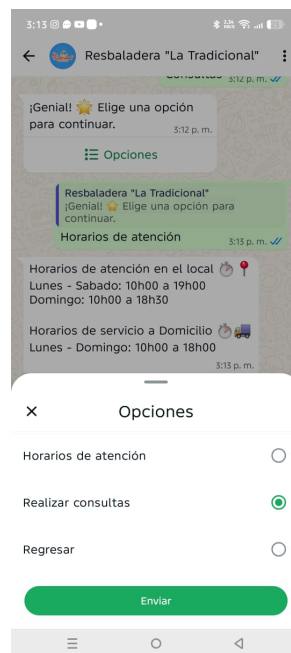 3:13
Resbaladera "La Tradicional"
Consultas 3:12 p. m.
¡Genial! 🌟 Elige una opción
para continuar.
3:12 p. m.
Opciones
Resbaladera "La Tradicional"
¡Genial! 🌟 Elige una opción para
continuar.
Horarios de atención
3:13 p. m.
Horarios de atención en el local ⏱️📍
Lunes - Sabado: 10h00 a 19h00
Domingo: 10h00 a 18h30
Horarios de servicio a Domicilio ⏱️🚚
Lunes - Domingo: 10h00 a 18h00
3:13 p. m.
Opciones
Horarios de atención
Realizar consultas
Regresar
Enviar